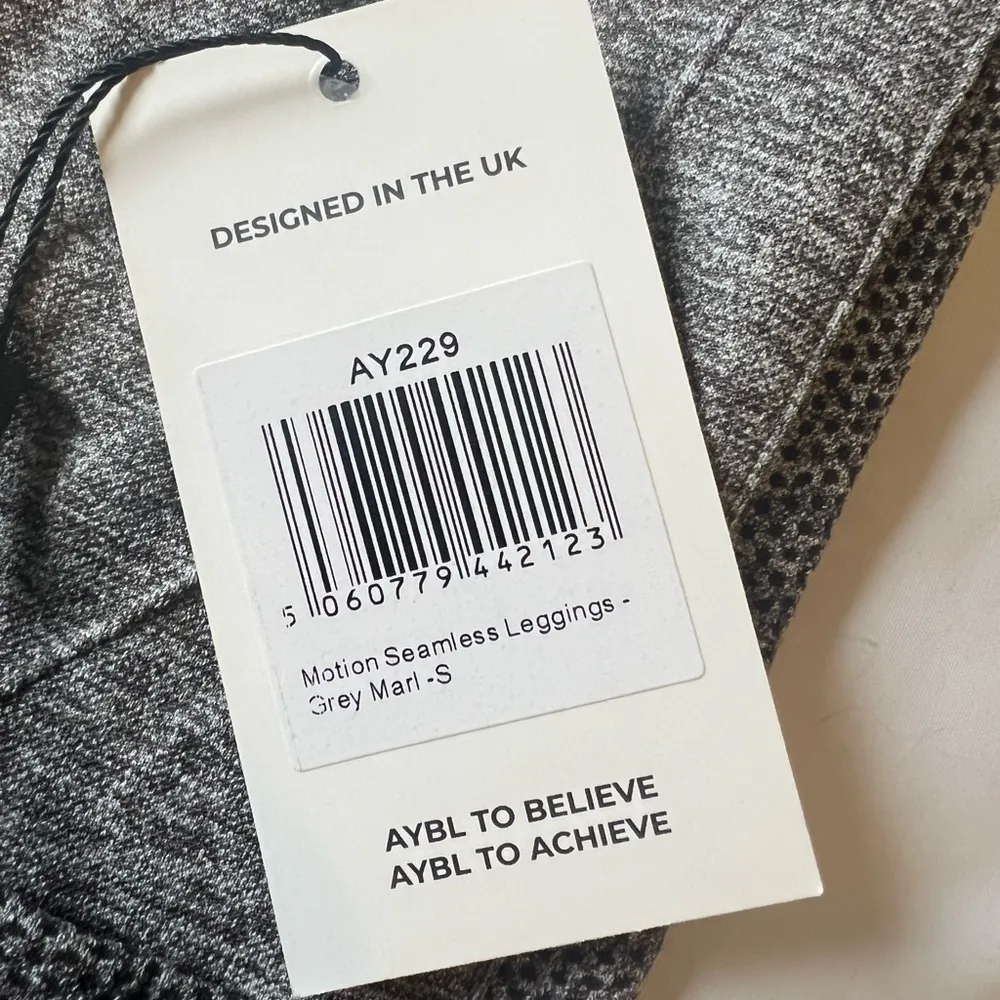 DESIGNED IN THE UK
AY229
5 060779 442123
Motion Seamless Leggings -
Grey Marl -S
AYBL TO BELIEVE
AYBL TO ACHIEVE